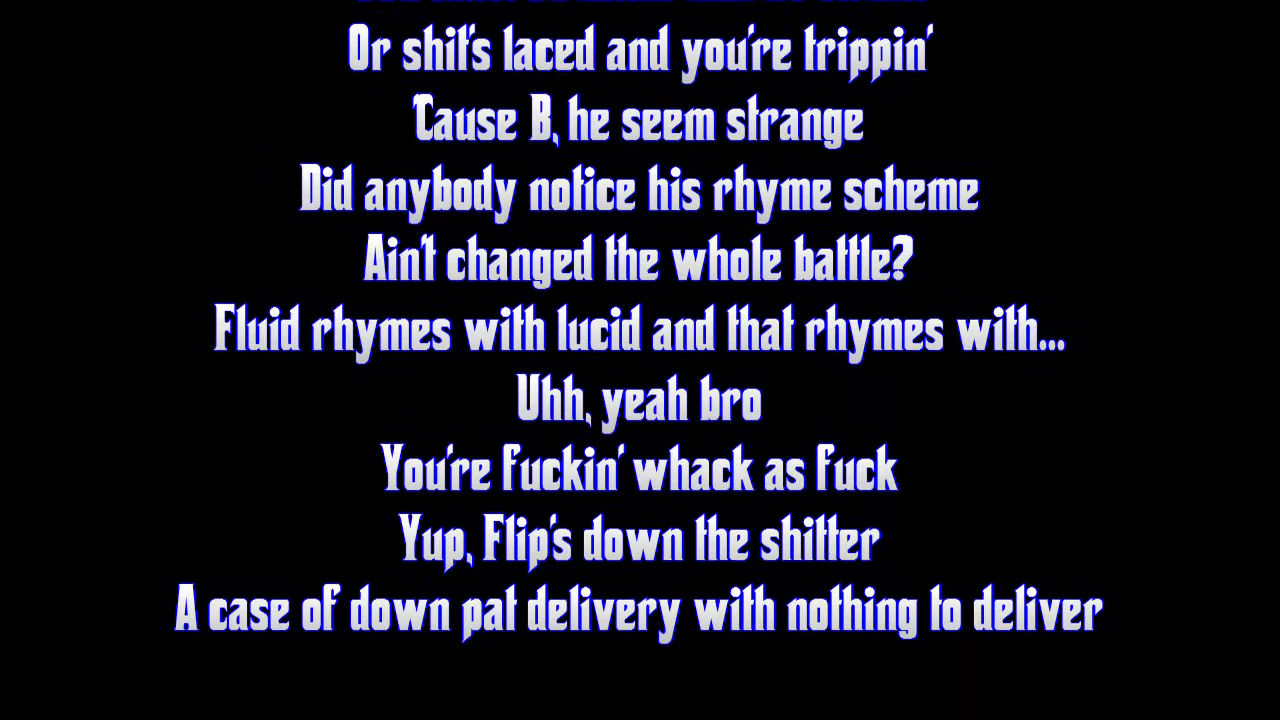 Or shit's laced and you're trippin'
'Cause B, he seem strange
Did anybody notice his rhyme scheme
Ain't changed the whole battle?
Fluid rhymes with lucid and that rhymes with...
Uhh, yeah bro
You're fuckin' whack as fuck
Yup, Flip's down the shitter
A case of down pat delivery with nothing to deliver